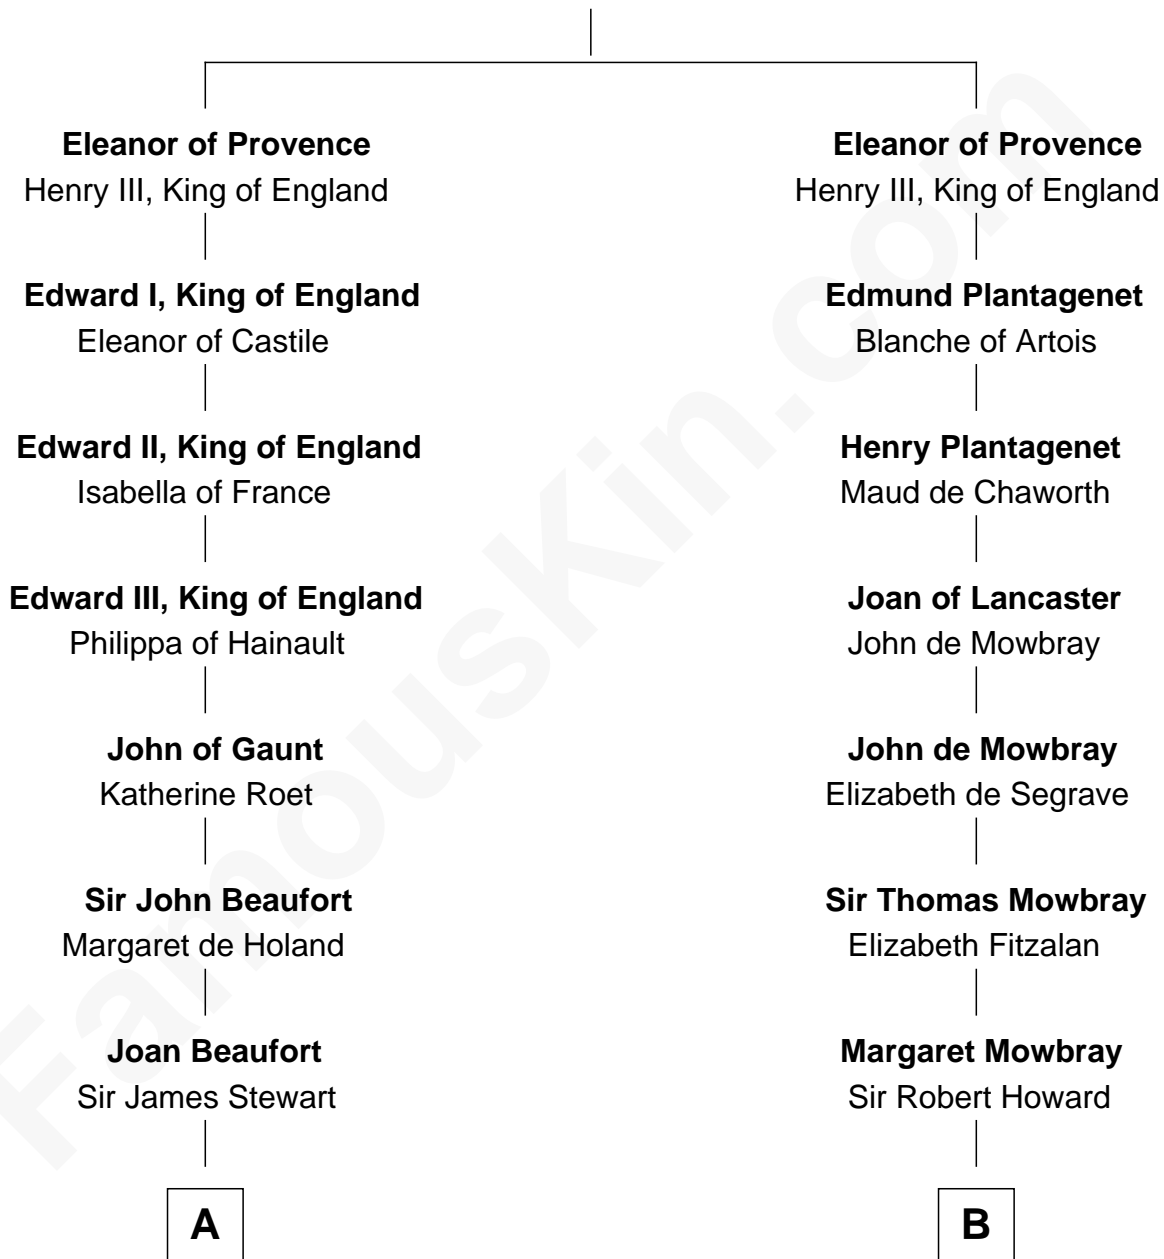 Eleanor of Provence
Henry III, King of England
Edward I, King of England
Eleanor of Castile
Edward II, King of England
Isabella of France
Edward III, King of England
Philippa of Hainault
John of Gaunt
Katherine Roet
Sir John Beaufort
Margaret de Holand
Joan Beaufort
Sir James Stewart
A
Eleanor of Provence
Henry III, King of England
Edmund Plantagenet
Blanche of Artois
Henry Plantagenet
Maud de Chaworth
Joan of Lancaster
John de Mowbray
John de Mowbray
Elizabeth de Segrave
Sir Thomas Mowbray
Elizabeth Fitzalan
Margaret Mowbray
Sir Robert Howard
B
FamousKin.com